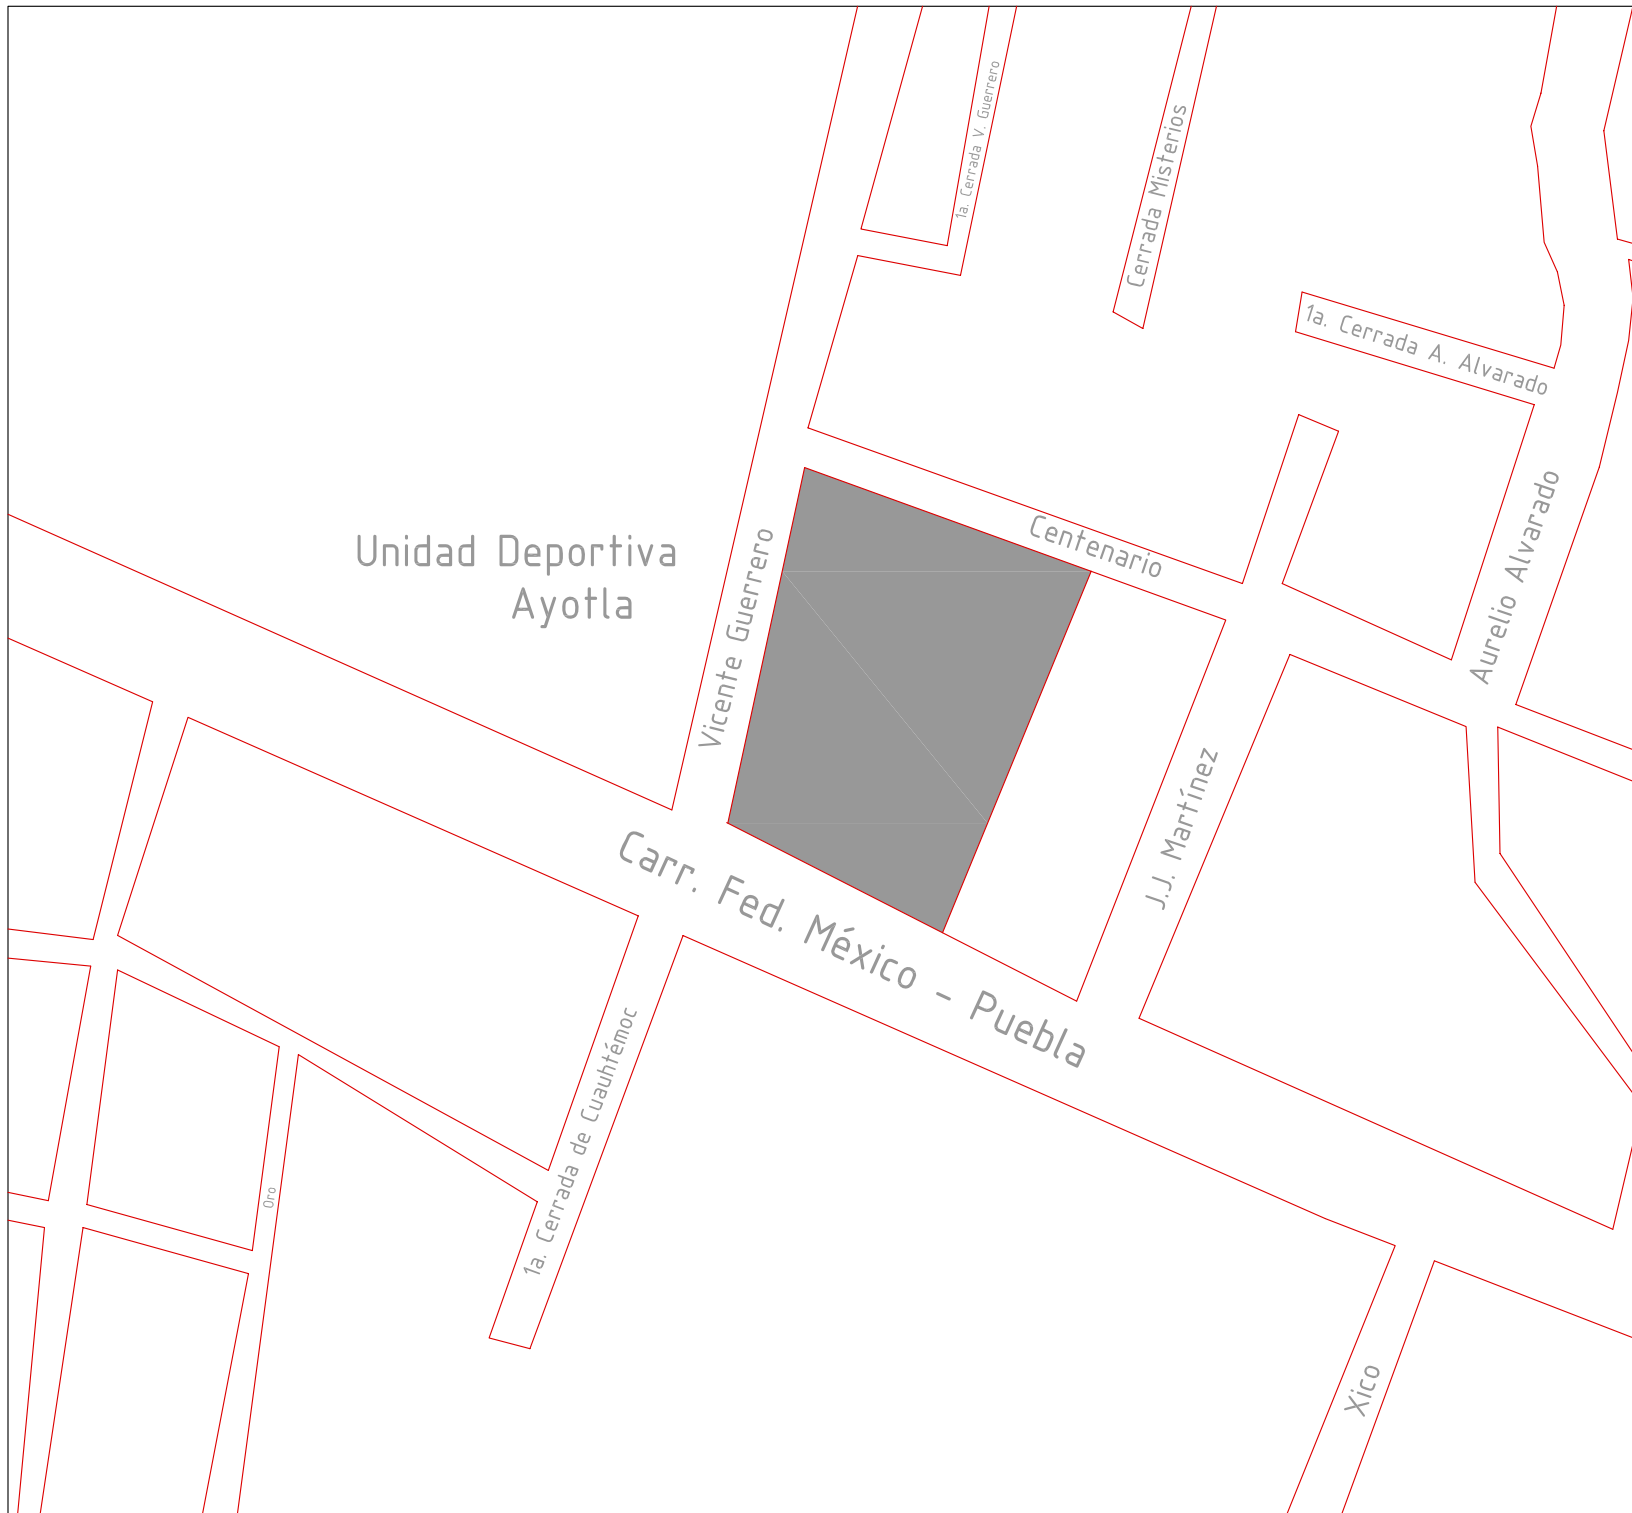 1a. Cerrada V. Guerrero
Cerrada Misterios
1a. Cerrada A. Alvarado
Unidad Deportiva
Ayotla
Vicente Guerrero
Centenario
Aurelio Alvarado
J.J. Martínez
Carr. Fed. México - Puebla
1a. Cerrada de Cuauhtémoc
Oro
Xico